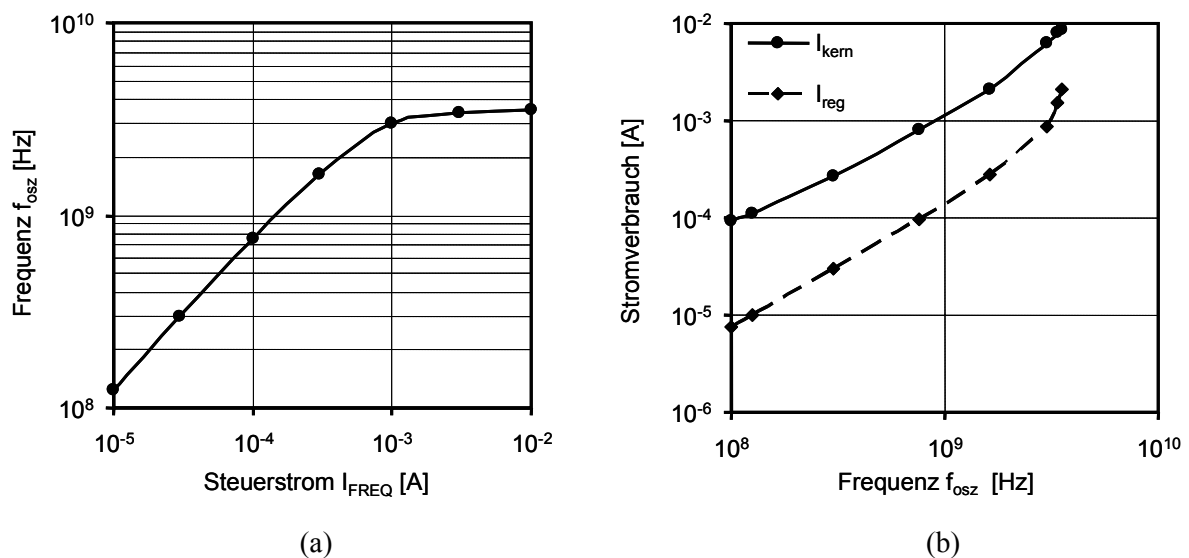 10^10
10^9
10^8
Frequenz f_osz [Hz]
10^-5 10^-4 10^-3 10^-2
Steuerstrom I_FREQ [A]
(a)
10^-2
10^-3
10^-4
10^-5
10^-6
Stromverbrauch [A]
I_kern
I_reg
10^8 10^9 10^10
Frequenz f_osz [Hz]
(b)